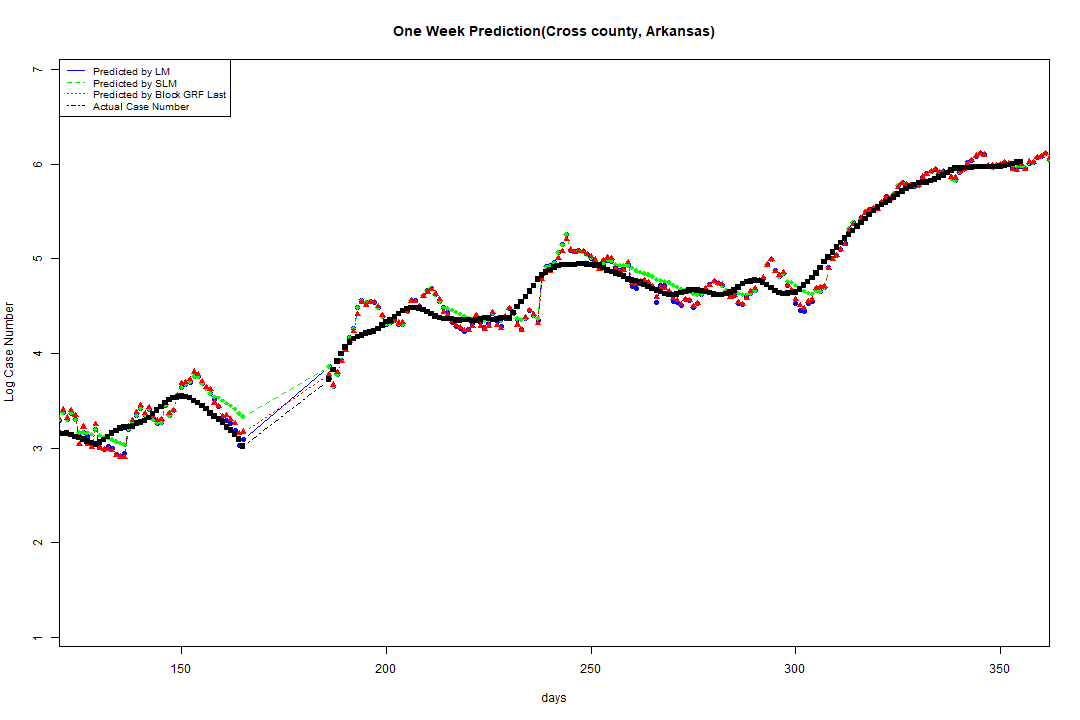 One Week Prediction(Cross county, Arkansas)
Predicted by LM
Predicted by SLM
Predicted by Block GRF Last
Actual Case Number
7
6
5
4
3
2
1
Log Case Number
150
200
250
300
350
days